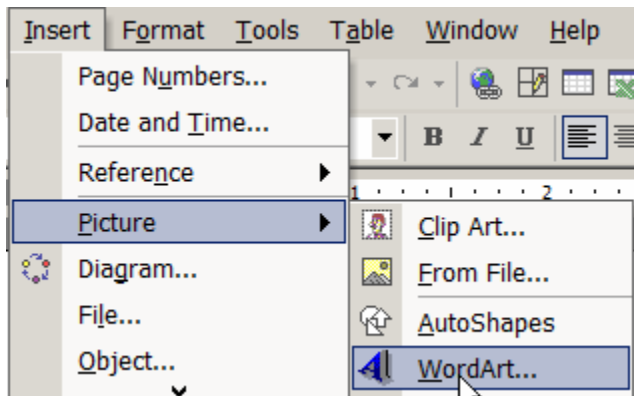 Insert Format Tools Table Window Help
Page Numbers...
Date and Time...
B I U
Reference
1 2
Picture
Clip Art...
Diagram...
From File...
File...
AutoShapes
Object...
WordArt...